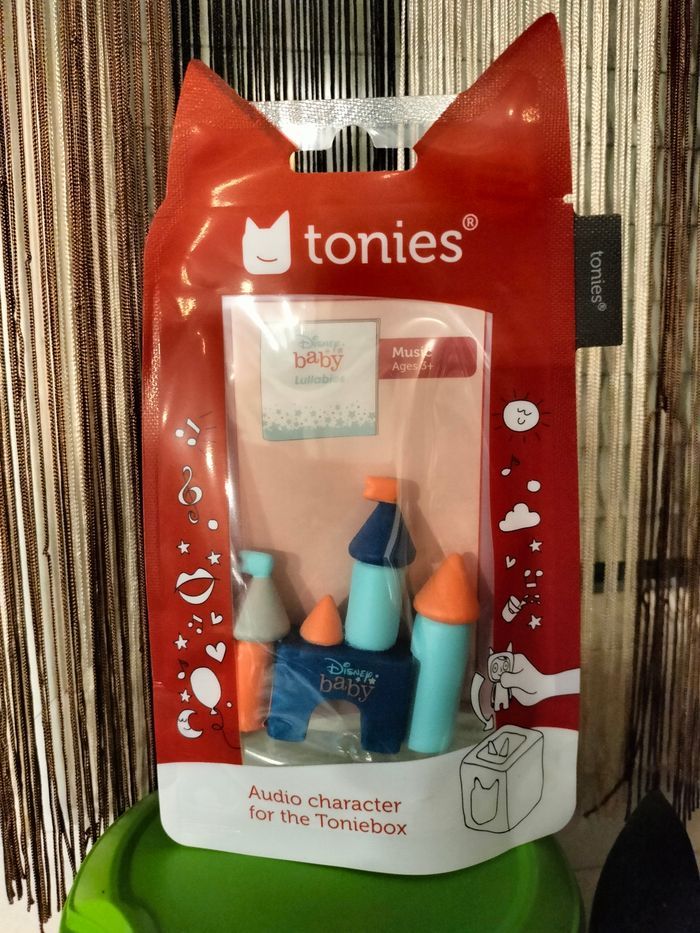 tonies®
tonies®
Disney
baby
Lullabies
Music
Ages 3+
Disney
baby
Audio character
for the Toniebox